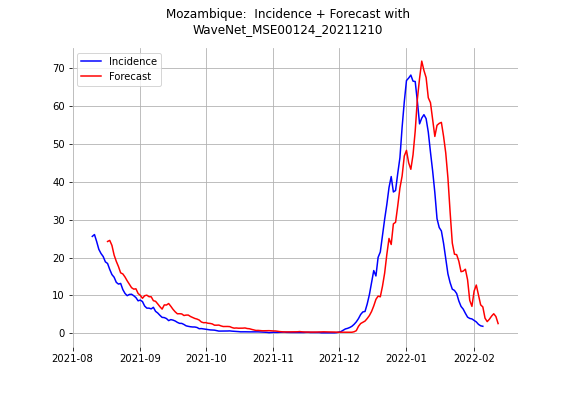 Mozambique:  Incidence + Forecast with
WaveNet_MSE00124_20211210
Incidence
Forecast
70
60
50
40
30
20
10
0
2021-08 2021-09 2021-10 2021-11 2021-12 2022-01 2022-02